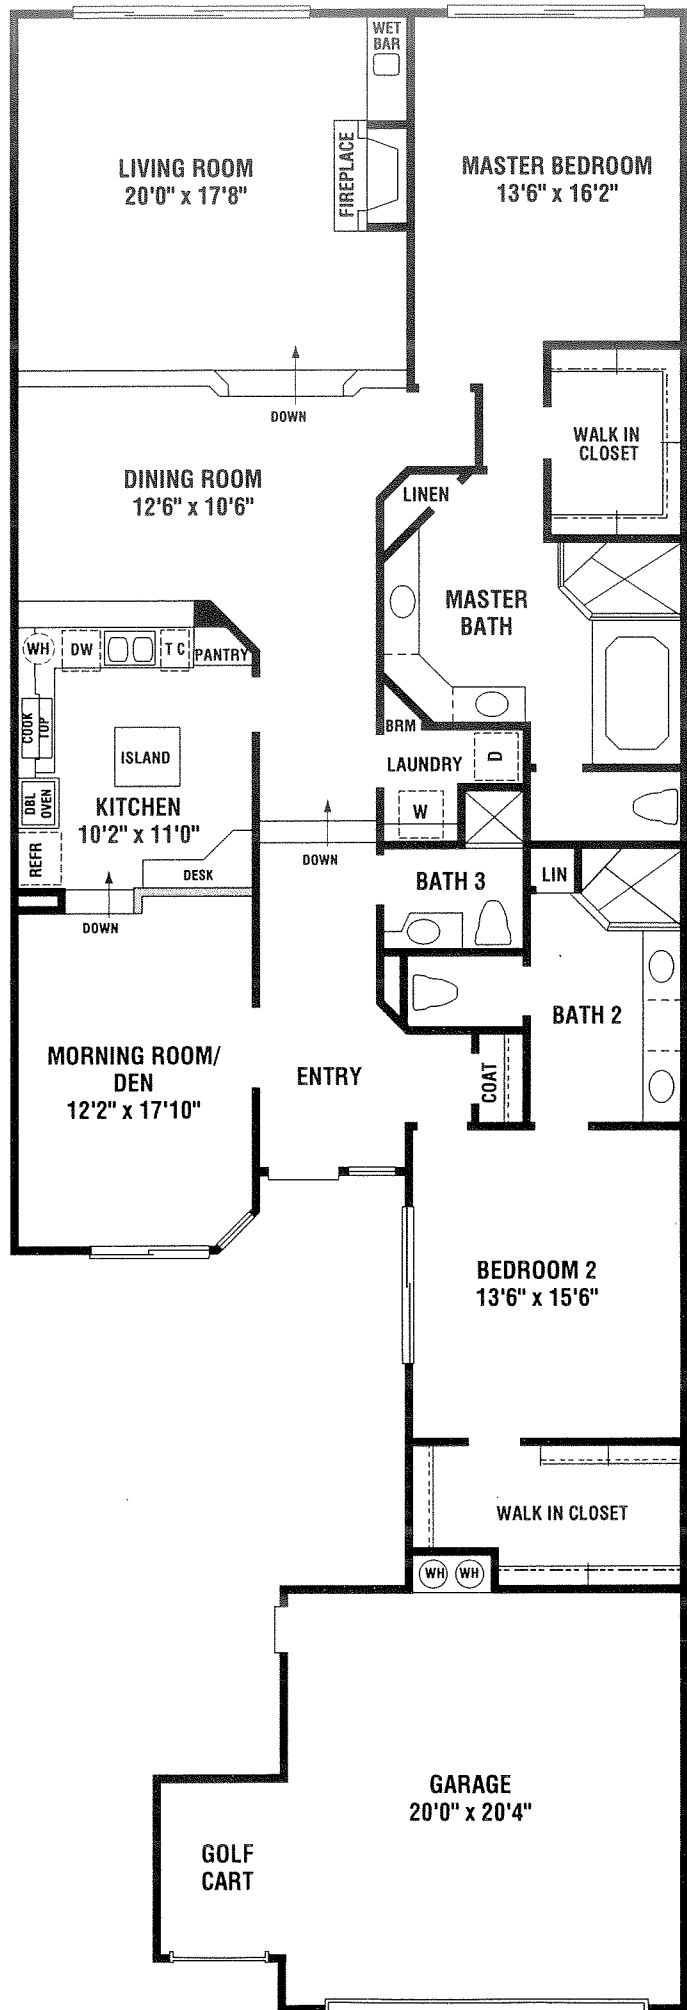 WET
BAR
LIVING ROOM
20'0" x 17'8"
FIREPLACE
MASTER BEDROOM
13'6" x 16'2"
DOWN
WALK IN
CLOSET
DINING ROOM
12'6" x 10'6"
LINEN
MASTER
BATH
WH
DW
T C
PANTRY
COOK
TOP
ISLAND
BRM
LAUNDRY
D
DBL
OVEN
KITCHEN
10'2" x 11'0"
W
REFR
DESK
DOWN
DOWN
BATH 3
LIN
BATH 2
MORNING ROOM/
DEN
12'2" x 17'10"
ENTRY
COAT
BEDROOM 2
13'6" x 15'6"
WALK IN CLOSET
WH
WH
GARAGE
20'0" x 20'4"
GOLF
CART